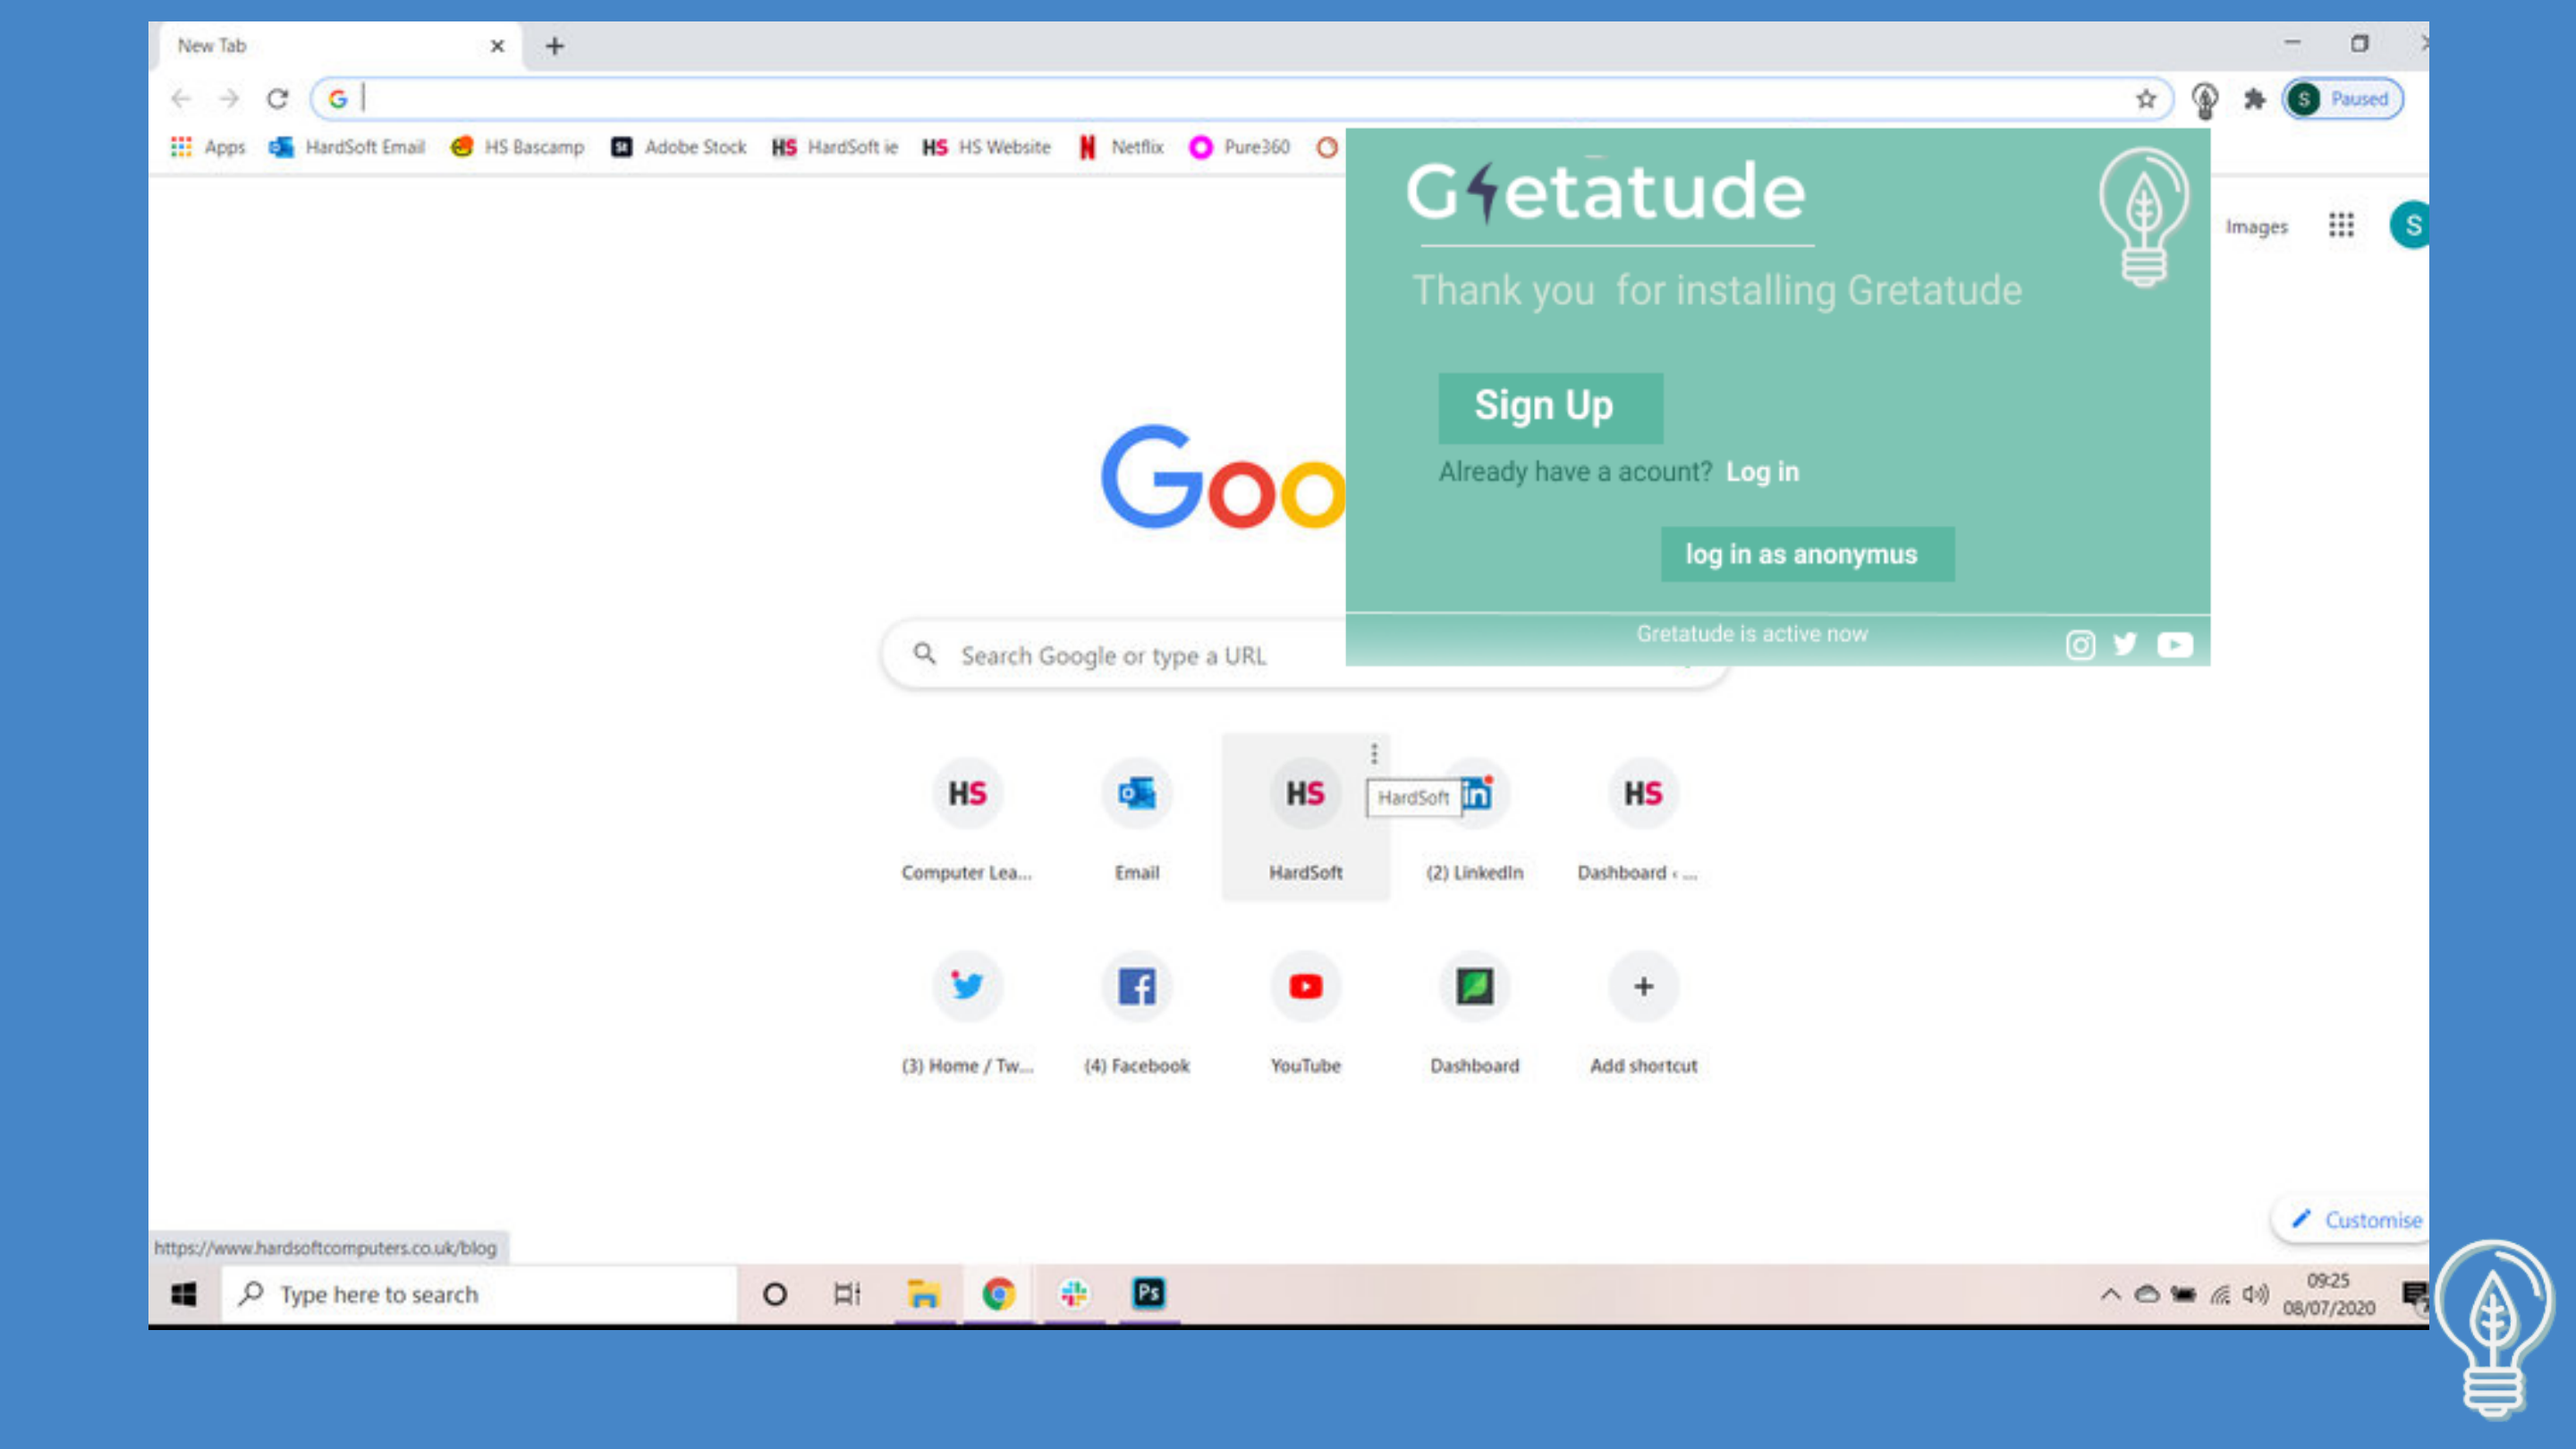 New Tab
Paused
Apps HardSoft Email HS Bascamp Adobe Stock HS HardSoft ie HS HS Website Netflix Pure360
Gretatude
Images
Thank you for installing Gretatude
Sign Up
Already have a acount? Log in
log in as anonymus
Gretatude is active now
Goo
Search Google or type a URL
HS HS HardSoft in HS
Computer Lea... Email HardSoft (2) LinkedIn Dashboard ‹ ...
(3) Home / Tw... (4) Facebook YouTube Dashboard Add shortcut
Customise
https://www.hardsoftcomputers.co.uk/blog
Type here to search
Ps
09:25
08/07/2020